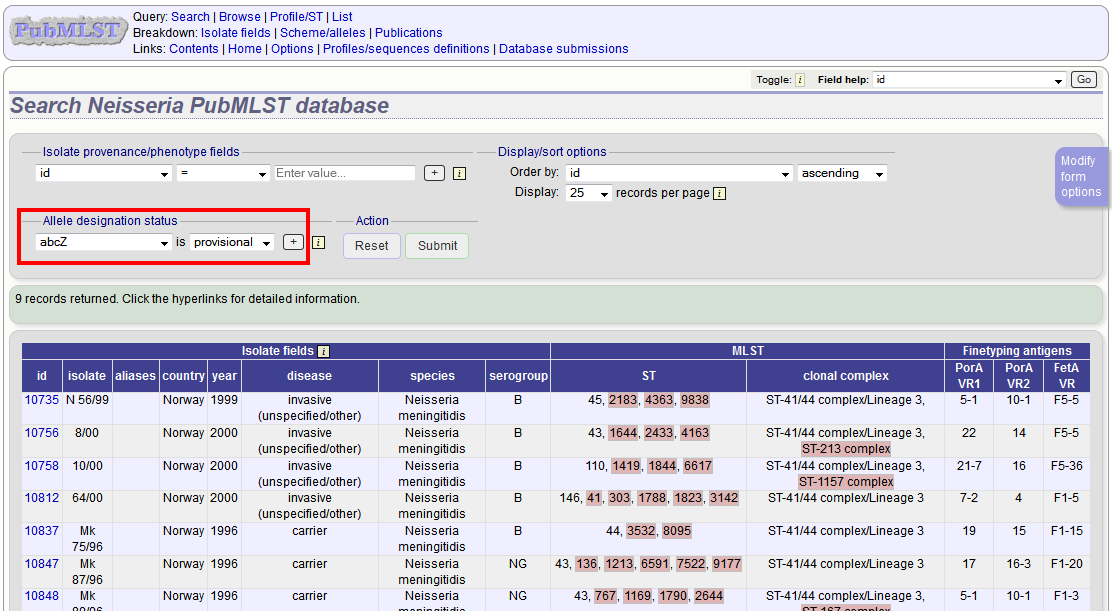 PubMLST
Query: Search | Browse | Profile/ST | List
Breakdown: Isolate fields | Scheme/alleles | Publications
Links: Contents | Home | Options | Profiles/sequences definitions | Database submissions
Toggle: i Field help: id Go
Search Neisseria PubMLST database
Isolate provenance/phenotype fields Display/sort options
id = Enter value... + i Order by: id ascending
Display: 25 records per page i
Modify
form
options
Allele designation status Action
abcZ is provisional + i Reset Submit
9 records returned. Click the hyperlinks for detailed information.
Isolate fields i MLST Finetyping antigens
id isolate aliases country year disease species serogroup ST clonal complex PorA VR1 PorA VR2 FetA VR
10735 N 56/99 Norway 1999 invasive (unspecified/other) Neisseria meningitidis B 45, 2183, 4363, 9838 ST-41/44 complex/Lineage 3, 5-1 10-1 F5-5
10756 8/00 Norway 2000 invasive (unspecified/other) Neisseria meningitidis B 43, 1644, 2433, 4163 ST-41/44 complex/Lineage 3, ST-213 complex 22 14 F5-5
10758 10/00 Norway 2000 invasive (unspecified/other) Neisseria meningitidis B 110, 1419, 1844, 6617 ST-41/44 complex/Lineage 3, ST-1157 complex 21-7 16 F5-36
10812 64/00 Norway 2000 invasive (unspecified/other) Neisseria meningitidis B 146, 41, 303, 1788, 1823, 3142 ST-41/44 complex/Lineage 3 7-2 4 F1-5
10837 Mk 75/96 Norway 1996 carrier Neisseria meningitidis B 44, 3532, 8095 ST-41/44 complex/Lineage 3 19 15 F1-15
10847 Mk 87/96 Norway 1996 carrier Neisseria meningitidis NG 43, 136, 1213, 6591, 7522, 9177 ST-41/44 complex/Lineage 3 17 16-3 F1-20
10848 Mk Norway 1996 carrier Neisseria meningitidis NG 43, 767, 1169, 1790, 2644 ST-41/44 complex/Lineage 3, 5-1 10-1 F1-3